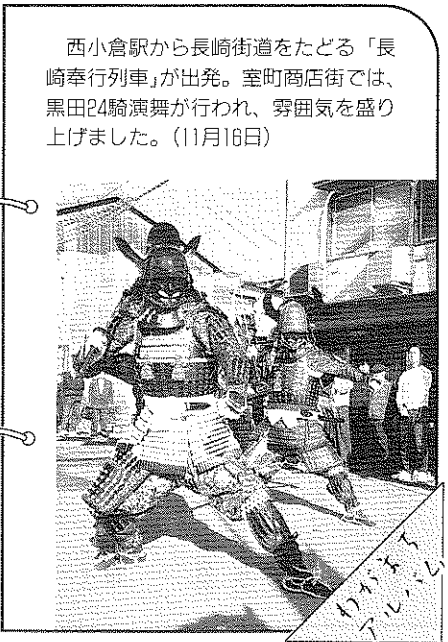 西小倉駅から長崎街道をたどる「長
崎奉行列車」が出発。室町商店街では、
黒田24騎演舞が行われ、雰囲気を盛り
上げました。(11月16日)
わがまち
アルバム